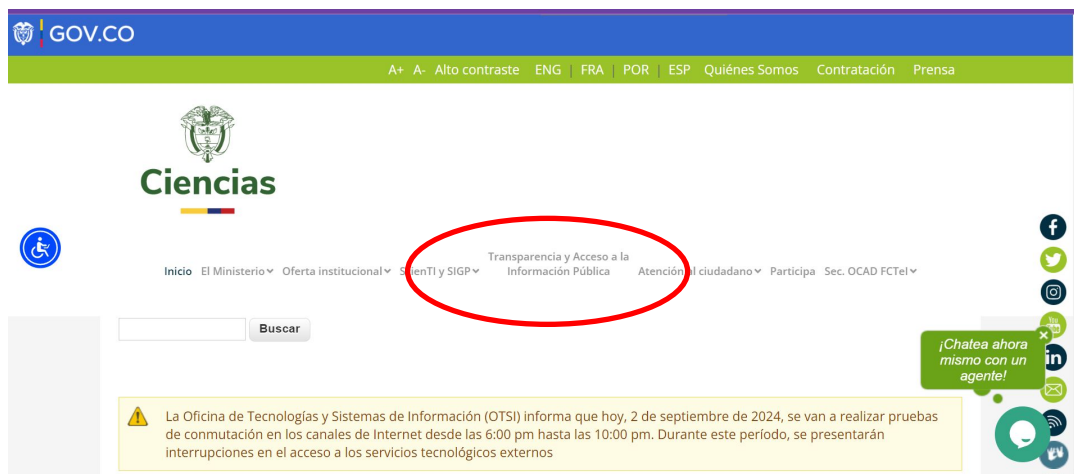 GOV.CO
A+ A- Alto contraste ENG | FRA | POR | ESP Quiénes Somos Contratación Prensa
Ciencias
Transparencia y Acceso a la
Inicio El Ministerio Oferta institucional ScienTI y SIGP Información Pública Atención al ciudadano Participa Sec. OCAD FCTeI
Buscar
¡Chatea ahora
mismo con un
agente!
La Oficina de Tecnologías y Sistemas de Información (OTSI) informa que hoy, 2 de septiembre de 2024, se van a realizar pruebas
de conmutación en los canales de Internet desde las 6:00 pm hasta las 10:00 pm. Durante este período, se presentarán
interrupciones en el acceso a los servicios tecnológicos externos